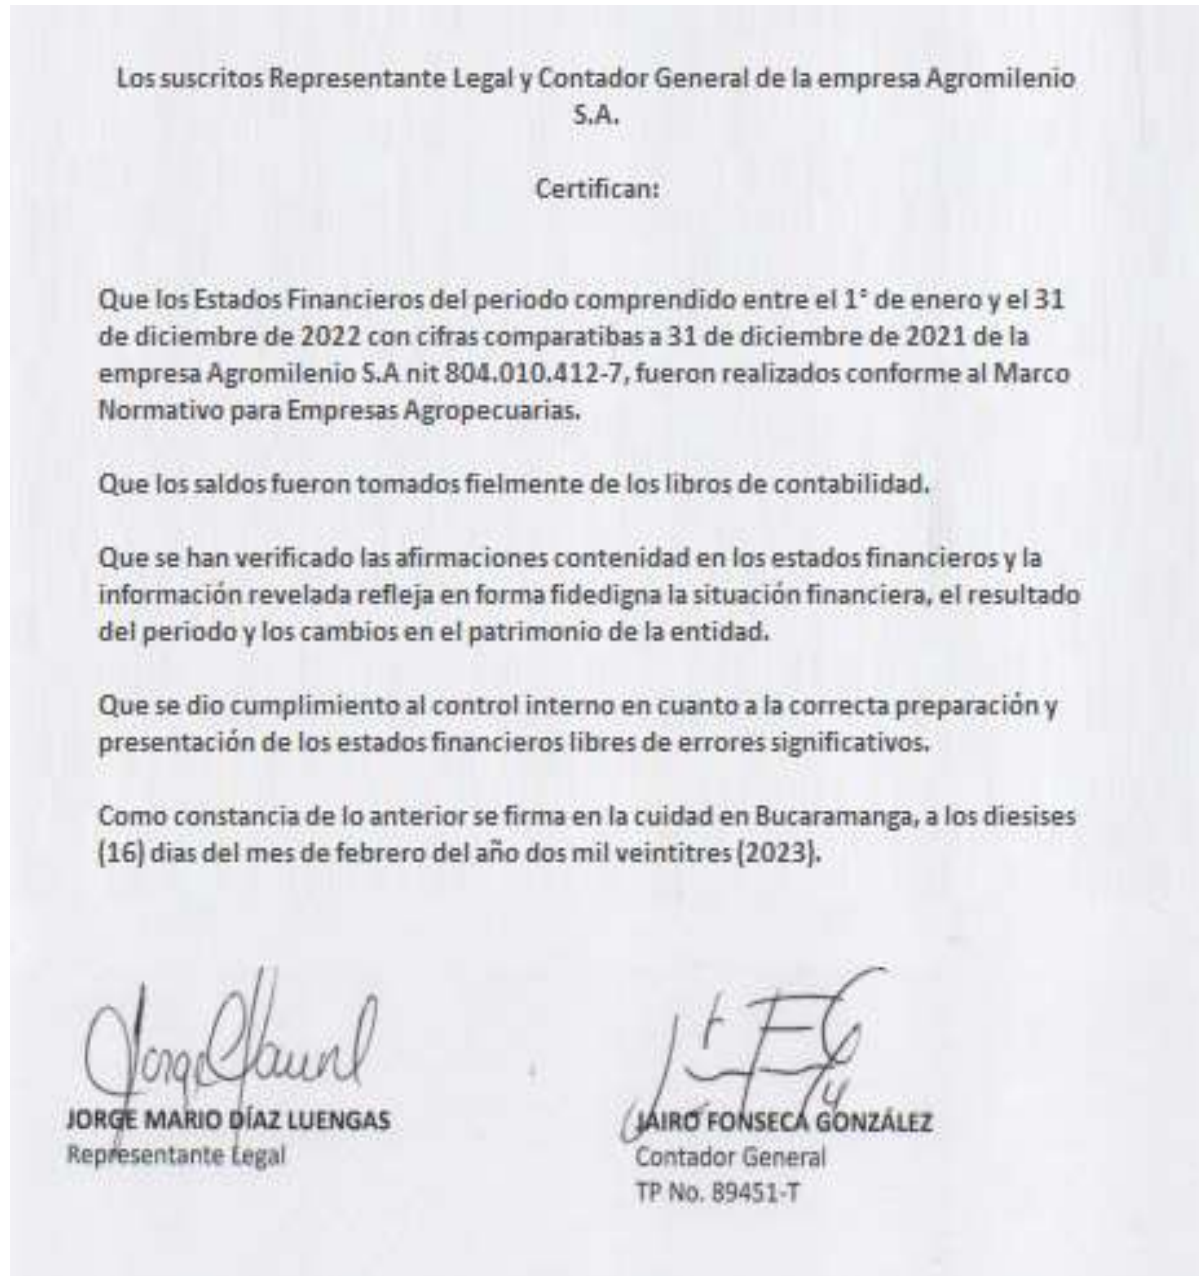 Los suscritos Representante Legal y Contador General de la empresa Agromilenio
S.A.
Certifican:
Que los Estados Financieros del periodo comprendido entre el 1° de enero y el 31
de diciembre de 2022 con cifras comparatibas a 31 de diciembre de 2021 de la
empresa Agromilenio S.A nit 804.010.412-7, fueron realizados conforme al Marco
Normativo para Empresas Agropecuarias.
Que los saldos fueron tomados fielmente de los libros de contabilidad.
Que se han verificado las afirmaciones contenidad en los estados financieros y la
información revelada refleja en forma fidedigna la situación financiera, el resultado
del periodo y los cambios en el patrimonio de la entidad.
Que se dio cumplimiento al control interno en cuanto a la correcta preparación y
presentación de los estados financieros libres de errores significativos.
Como constancia de lo anterior se firma en la cuidad en Bucaramanga, a los diesises
(16) dias del mes de febrero del año dos mil veintitres (2023).
JORGE MARIO DÍAZ LUENGAS
Representante Legal
JAIRO FONSECA GONZÁLEZ
Contador General
TP No. 89451-T